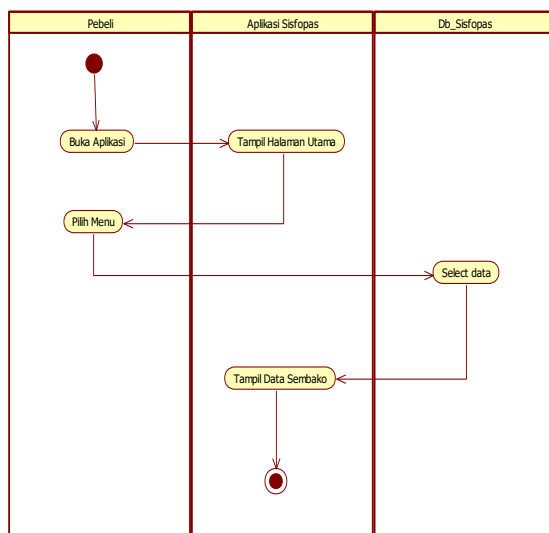 Pebeli
Aplikasi Sisfopas
Db_Sisfopas
Buka Aplikasi
Tampil Halaman Utama
Pilih Menu
Select data
Tampil Data Sembako